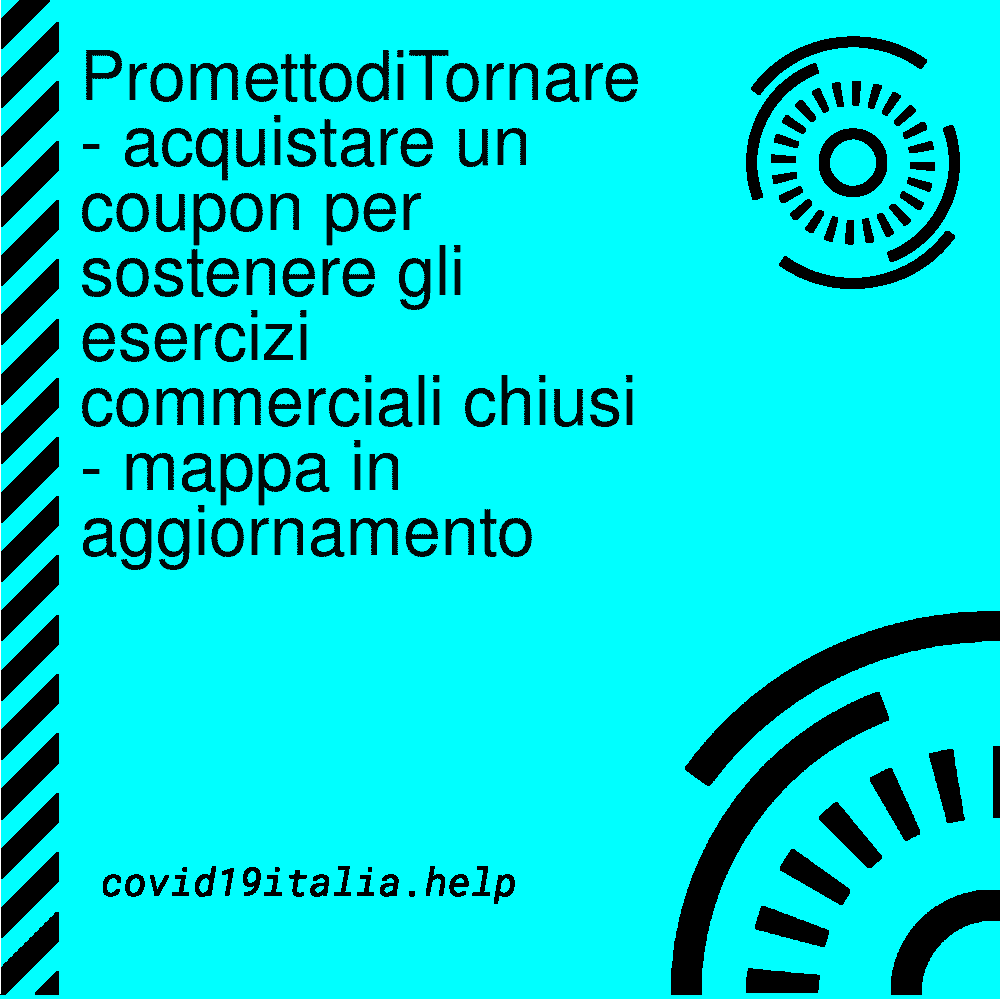 PromettodiTornare
- acquistare un
coupon per
sostenere gli
esercizi
commerciali chiusi
- mappa in
aggiornamento
covid19italia.help